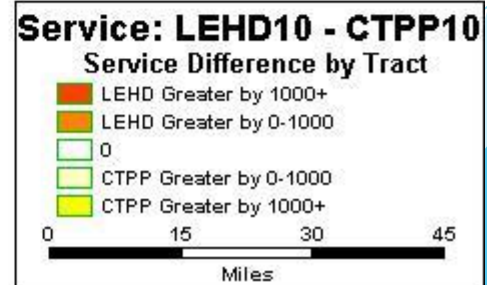 Service: LEHD10 - CTPP10
Service Difference by Tract
LEHD Greater by 1000+
LEHD Greater by 0-1000
0
CTPP Greater by 0-1000
CTPP Greater by 1000+
0 15 30 45
Miles